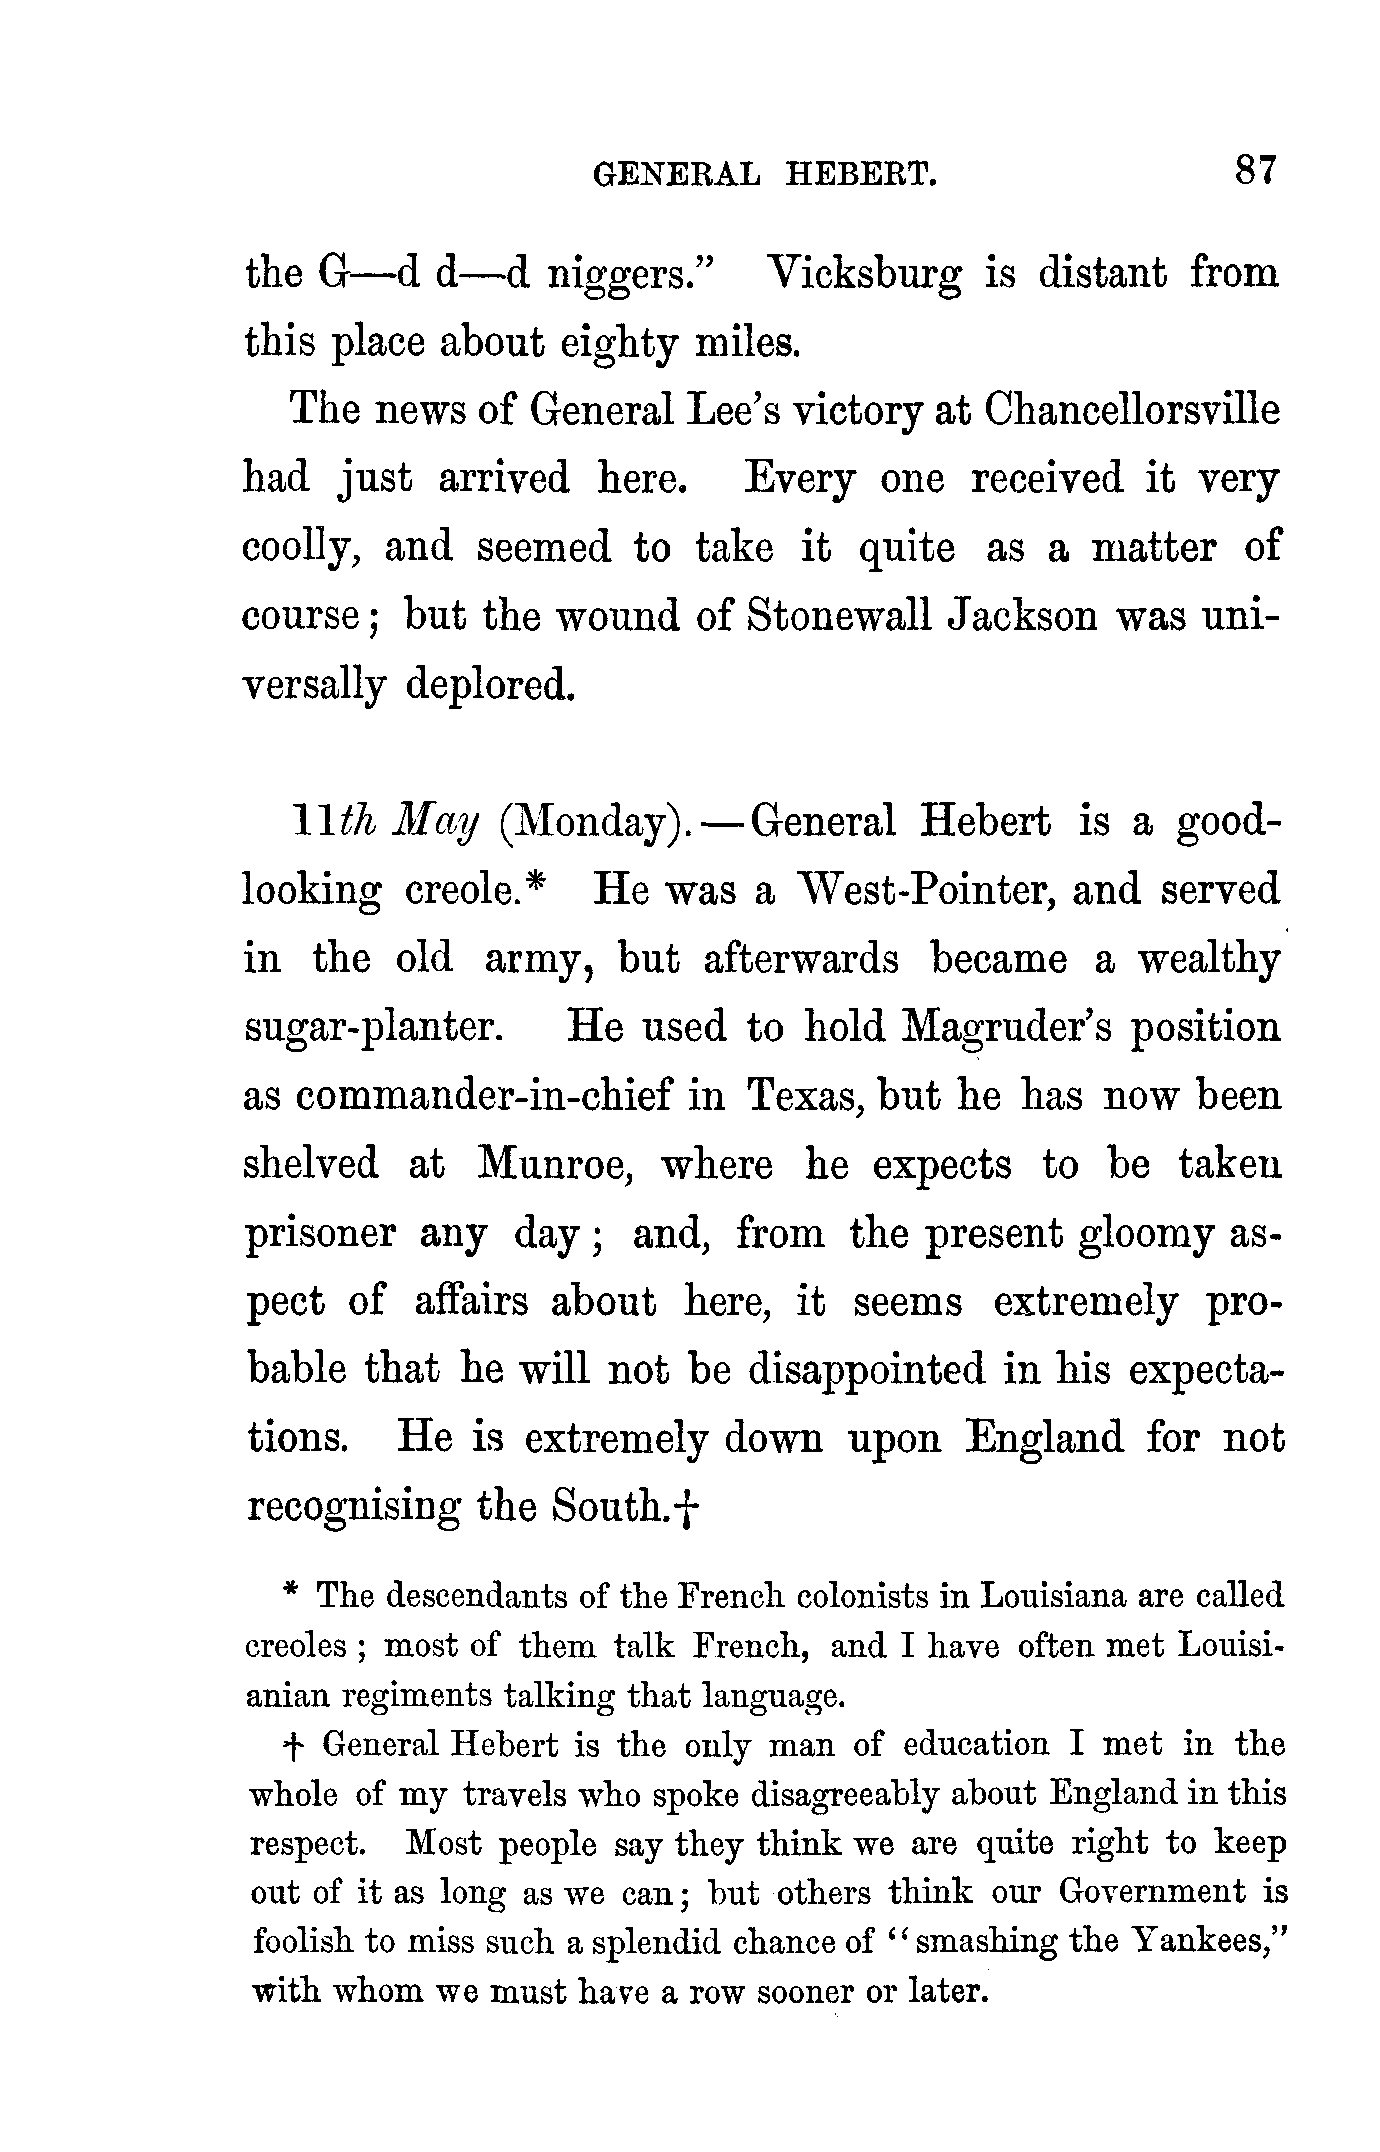 GENERAL HEBERT. 87
the G—d d—d niggers." Vicksburg is distant from
this place about eighty miles.
The news of General Lee's victory at Chancellorsville
had just arrived here. Every one received it very
coolly, and seemed to take it quite as a matter of
course; but the wound of Stonewall Jackson was uni-
versally deplored.
11th May (Monday).—General Hebert is a good-
looking creole.* He was a West-Pointer, and served
in the old army, but afterwards became a wealthy
sugar-planter. He used to hold Magruder's position
as commander-in-chief in Texas, but he has now been
shelved at Munroe, where he expects to be taken
prisoner any day; and, from the present gloomy as-
pect of affairs about here, it seems extremely pro-
bable that he will not be disappointed in his expecta-
tions. He is extremely down upon England for not
recognising the South.†
* The descendants of the French colonists in Louisiana are called
creoles; most of them talk French, and I have often met Louisi-
anian regiments talking that language.
† General Hebert is the only man of education I met in the
whole of my travels who spoke disagreeably about England in this
respect. Most people say they think we are quite right to keep
out of it as long as we can; but others think our Government is
foolish to miss such a splendid chance of "smashing the Yankees,"
with whom we must have a row sooner or later.